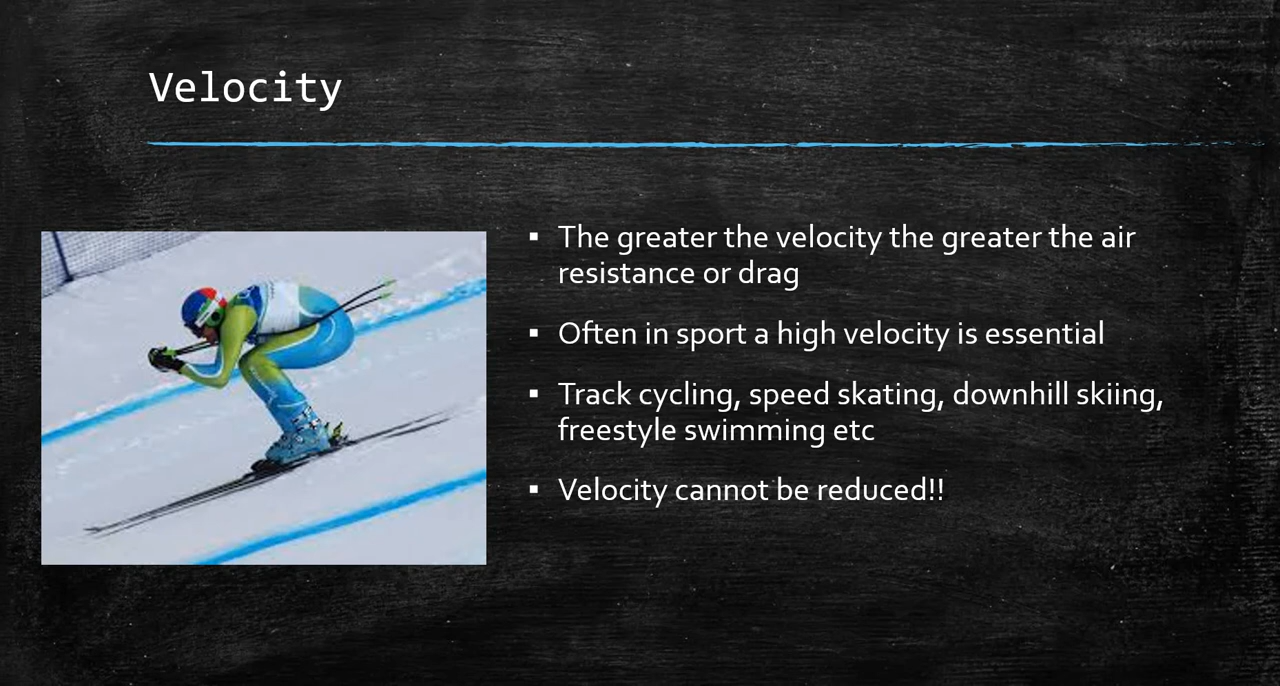 Velocity
▪ The greater the velocity the greater the air
resistance or drag
▪ Often in sport a high velocity is essential
▪ Track cycling, speed skating, downhill skiing,
freestyle swimming etc
▪ Velocity cannot be reduced!!